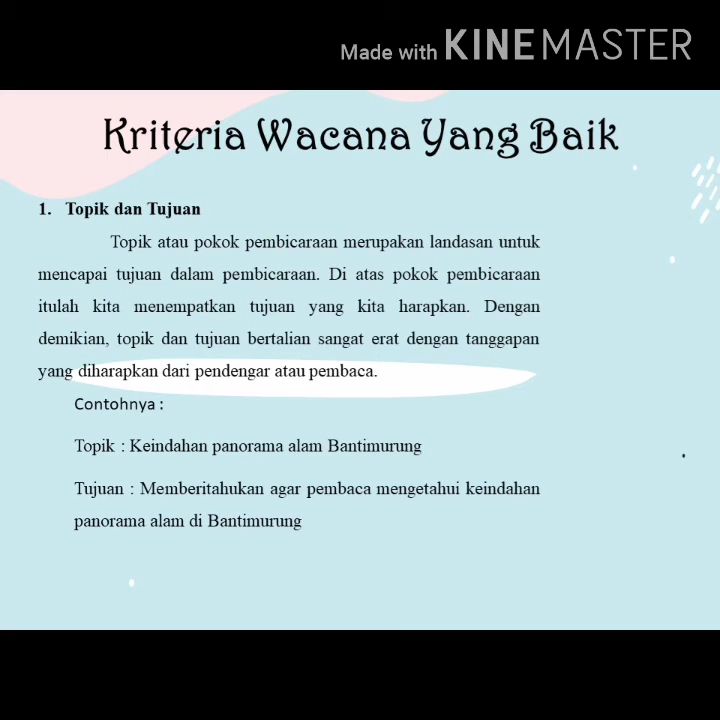 Made with KINEMASTER
Kriteria Wacana Yang Baik
1. Topik dan Tujuan
Topik atau pokok pembicaraan merupakan landasan untuk
mencapai tujuan dalam pembicaraan. Di atas pokok pembicaraan
itulah kita menempatkan tujuan yang kita harapkan. Dengan
demikian, topik dan tujuan bertalian sangat erat dengan tanggapan
yang diharapkan dari pendengar atau pembaca.
Contohnya :
Topik : Keindahan panorama alam Bantimurung
Tujuan : Memberitahukan agar pembaca mengetahui keindahan
panorama alam di Bantimurung